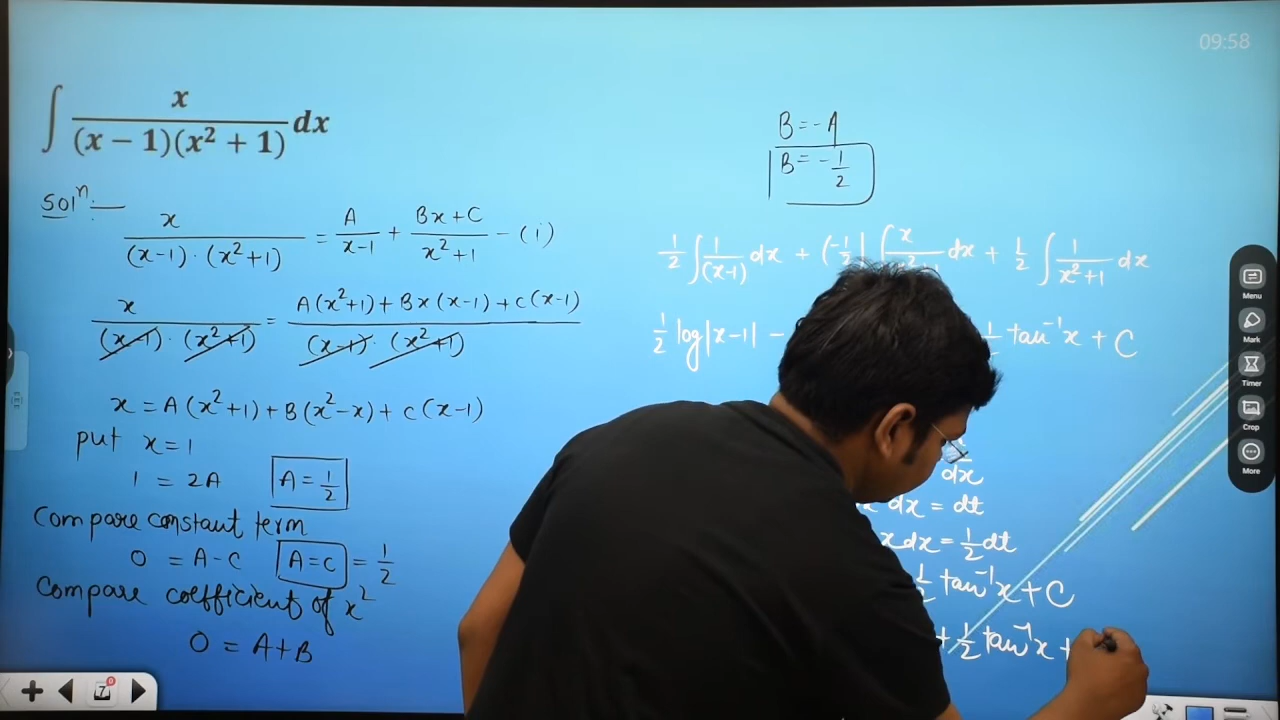 09:58
∫ x / (x − 1)(x² + 1) dx
Solⁿ :—
x / (x-1)·(x²+1) = A / x-1 + Bx+C / x²+1 - (i)
x / (x-1)·(x²+1) = A(x²+1)+Bx(x-1)+C(x-1) / (x-1)·(x²+1)
x = A(x²+1)+B(x²-x)+C(x-1)
put x=1
1 = 2A A = 1/2
Compare constant term
0 = A-C A=C = 1/2
Compare coefficient of x²
0 = A+B
B=-A
B=-1/2
1/2 ∫ 1/(x-1) dx + (-1/2) ∫ x dx + 1/2 ∫ 1/x²+1 dx
1/2 log|x-1| - tan⁻¹x + C
dx
dx = dt
xdx = 1/2 dt
tan⁻¹x + C
+ 1/2 tan⁻¹x +
Menu
Mark
Timer
Crop
More
7